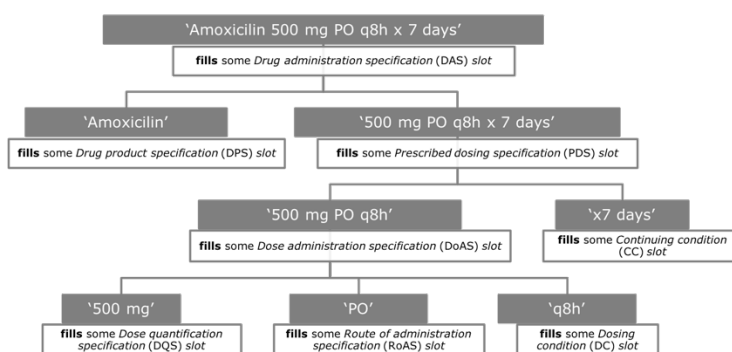 ‘Amoxicilin 500 mg PO q8h x 7 days’
fills some Drug administration specification (DAS) slot
‘Amoxicilin’
‘500 mg PO q8h x 7 days’
fills some Drug product specification (DPS) slot
fills some Prescribed dosing specification (PDS) slot
‘500 mg PO q8h’
‘x7 days’
fills some Dose administration specification (DoAS) slot
fills some Continuing condition
(CC) slot
‘500 mg’
‘PO’
‘q8h’
fills some Dose quantification
specification (DQS) slot
fills some Route of administration
specification (RoAS) slot
fills some Dosing
condition (DC) slot